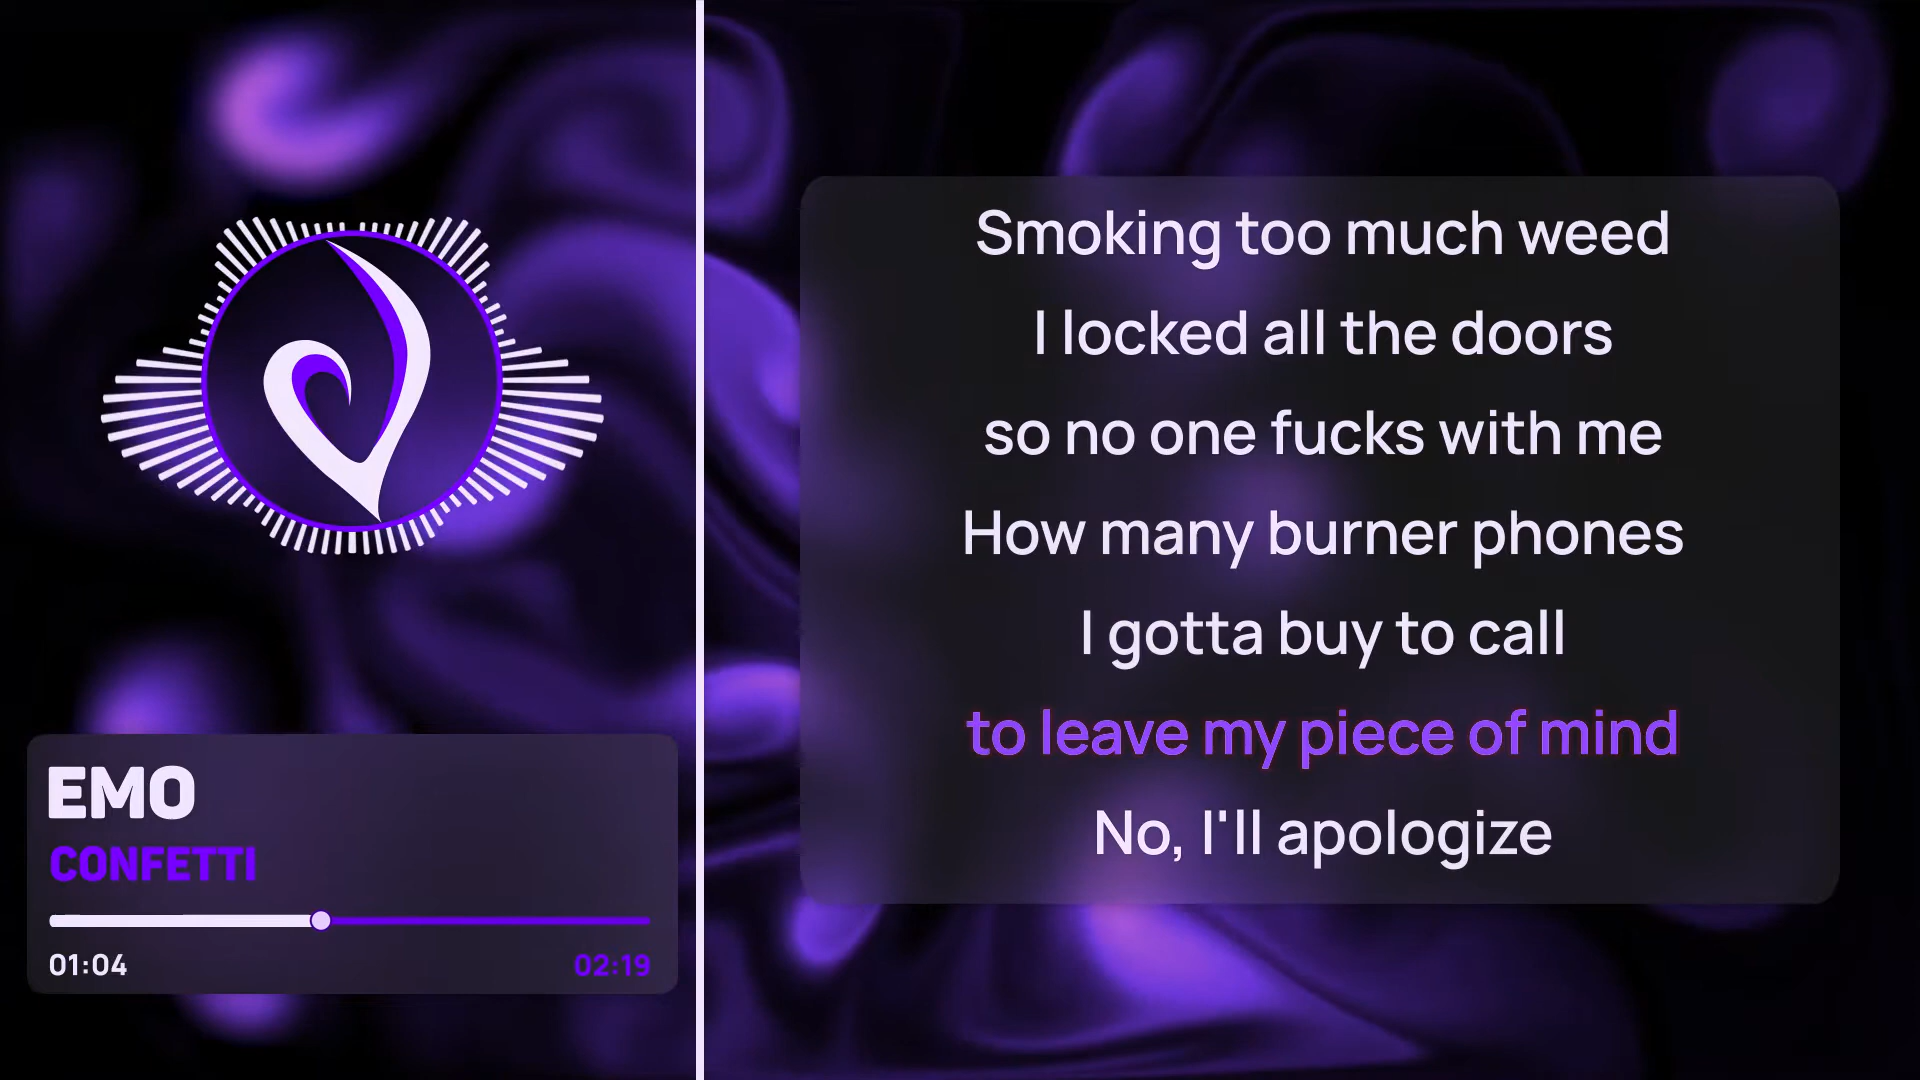 EMO
CONFETTI
01:04
02:19
Smoking too much weed
I locked all the doors
so no one fucks with me
How many burner phones
I gotta buy to call
to leave my piece of mind
No, I'll apologize